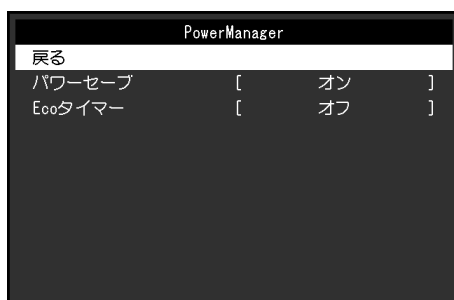 PowerManager
戻る
パワーセーブ [ オン ]
Ecoタイマー [ オフ ]